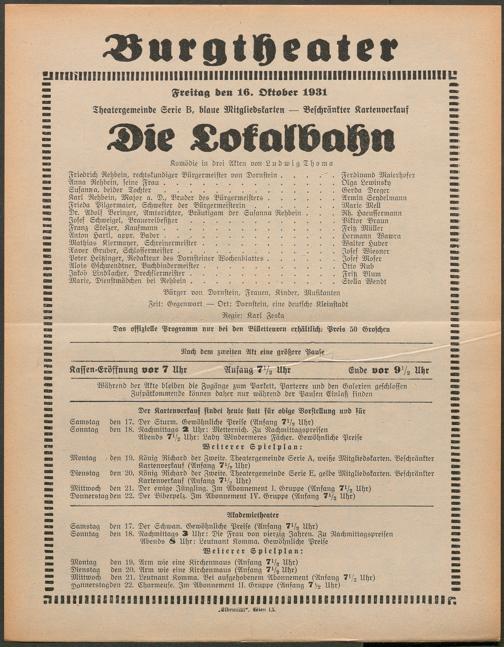 Burgtheater
Freitag den 16. Oktober 1931
Theatergemeinde Serie B, blaue Mitgliedskarten — Beschränkter Kartenverkauf
Die Lokalbahn
Komödie in drei Akten von Ludwig Thoma
Friedrich Rehbein, rechtskundiger Bürgermeister von Dornstein . . . . . . Ferdinand Maierhofer
Anna Rehbein, seine Frau . . . . . . Olga Lewinsky
Susanna, beider Tochter . . . . . . Gerda Dreger
Karl Rehbein, Major a. D., Bruder des Bürgermeisters . . . . . . Armin Seydelmann
Frieda Pilgermaier, Schwester der Bürgermeisterin . . . . . . Marie Mell
Dr. Adolf Beringer, Amtsrichter, Bräutigam der Susanna Rehbein . . . . . . Rh. Haeussermann
Josef Schweigel, Brauereibesitzer . . . . . . Viktor Braun
Franz Stelzer, Kaufmann . . . . . . Fritz Müller
Anton Hartl, appr. Bader . . . . . . Hermann Wawra
Mathias Kiermayer, Schreinermeister . . . . . . Walter Huber
Xaver Gruber, Schlossermeister . . . . . . Josef Wiesner
Peter Heitzinger, Redakteur des Dornsteiner Wochenblattes . . . . . . Josef Moser
Alois Gschwendtner, Buchbindermeister . . . . . . Otto Rub
Jakob Lindlacher, Drechslermeister . . . . . . Fritz Blum
Marie, Dienstmädchen bei Rehbein . . . . . . Stella Wendt
Bürger von Dornstein, Frauen, Kinder, Musikanten
Zeit: Gegenwart — Ort: Dornstein, eine deutsche Kleinstadt
Regie: Karl Zeska
Das offizielle Programm nur bei den Billetteuren erhältlich: Preis 50 Groschen
Nach dem zweiten Akt eine größere Pause
Kassen-Eröffnung vor 7 Uhr Anfang 7½ Uhr Ende vor 9½ Uhr
Während der Akte bleiben die Zugänge zum Parkett, Parterre und den Galerien geschlossen
Zuspätkommende können daher nur während der Pausen Einlaß finden
Der Kartenverkauf findet heute statt für obige Vorstellung und für
Samstag den 17. Der Sturm. Gewöhnliche Preise (Anfang 7½ Uhr)
Sonntag den 18. Nachmittags 2 Uhr: Metternich. Zu Nachmittagspreisen
Abends 7½ Uhr: Lady Windermeres Fächer. Gewöhnliche Preise
Weiterer Spielplan:
Montag den 19. König Richard der Zweite. Theatergemeinde Serie A, weiße Mitgliedskarten. Beschränkter
Kartenverkauf (Anfang 7½ Uhr)
Dienstag den 20. König Richard der Zweite. Theatergemeinde Serie E, gelbe Mitgliedskarten. Beschränkter
Kartenverkauf (Anfang 7½ Uhr)
Mittwoch den 21. Der ewige Jüngling. Im Abonnement I. Gruppe (Anfang 7½ Uhr)
Donnerstag den 22. Der Biberpelz. Im Abonnement IV. Gruppe (Anfang 7½ Uhr)
Akademietheater
Samstag den 17. Der Schwan. Gewöhnliche Preise (Anfang 7½ Uhr)
Sonntag den 18. Nachmittags 3 Uhr: Die Frau von vierzig Jahren. Zu Nachmittagspreisen
Abends 8 Uhr: Leutnant Komma. Gewöhnliche Preise
Weiterer Spielplan:
Montag den 19. Arm wie eine Kirchenmaus (Anfang 7½ Uhr)
Dienstag den 20. Arm wie eine Kirchenmaus (Anfang 7½ Uhr)
Mittwoch den 21. Leutnant Komma. Bei aufgehobenem Abonnement (Anfang 7½ Uhr)
Donnerstag den 22. Charmeuse. Im Abonnement II. Gruppe (Anfang 7½ Uhr)
„Elbemühl“, Wien IX.